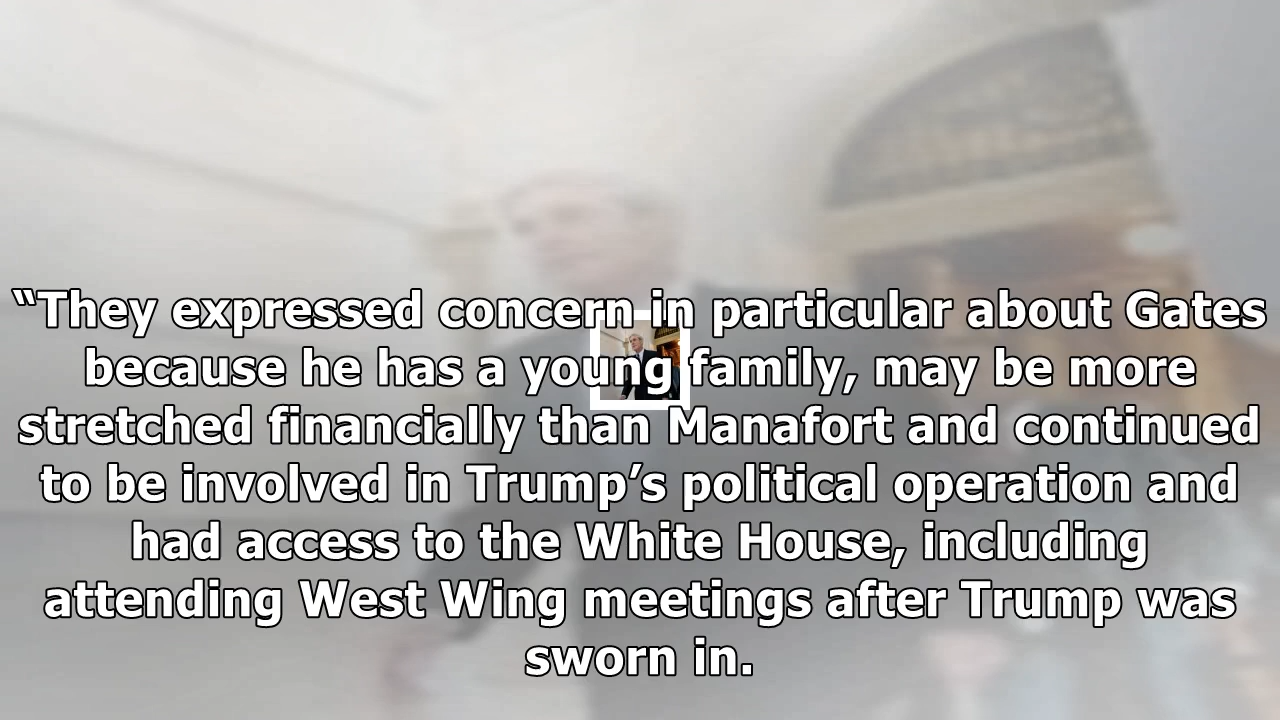 “They expressed concern in particular about Gates
because he has a young family, may be more
stretched financially than Manafort and continued
to be involved in Trump’s political operation and
had access to the White House, including
attending West Wing meetings after Trump was
sworn in.